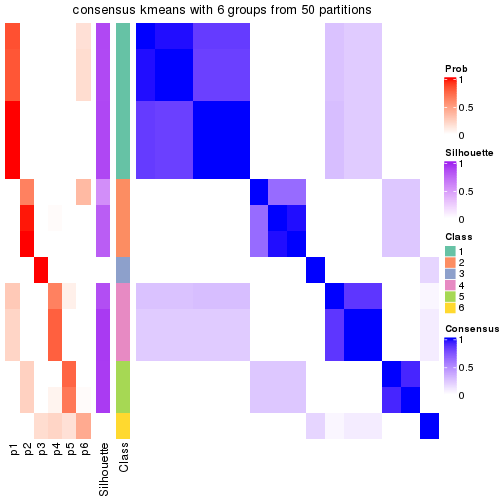 consensus kmeans with 6 groups from 50 partitions
Prob
1
0.5
0
Silhouette
1
0.5
0
Class
1
2
3
4
5
6
Consensus
1
0.5
0
p1
p2
p3
p4
p5
p6
Silhouette
Class